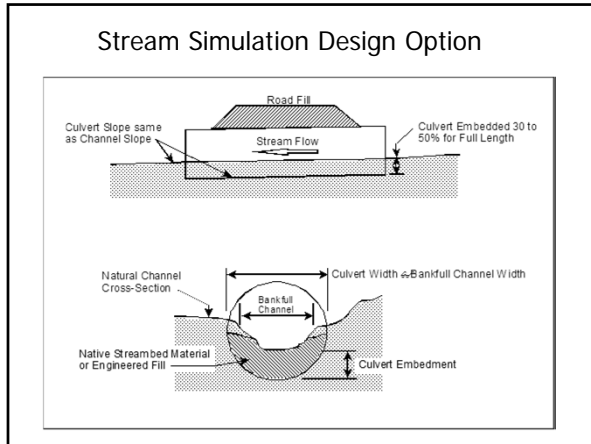 Stream Simulation Design Option
Road Fill
Culvert Slope same
as Channel Slope
Stream Flow
Culvert Embedded 30 to
50% for Full Length
Natural Channel
Cross-Section
Culvert Width
Bankfull Channel Width
Bankfull
Channel
Native Streambed Material
or Engineered Fill
Culvert Embedment